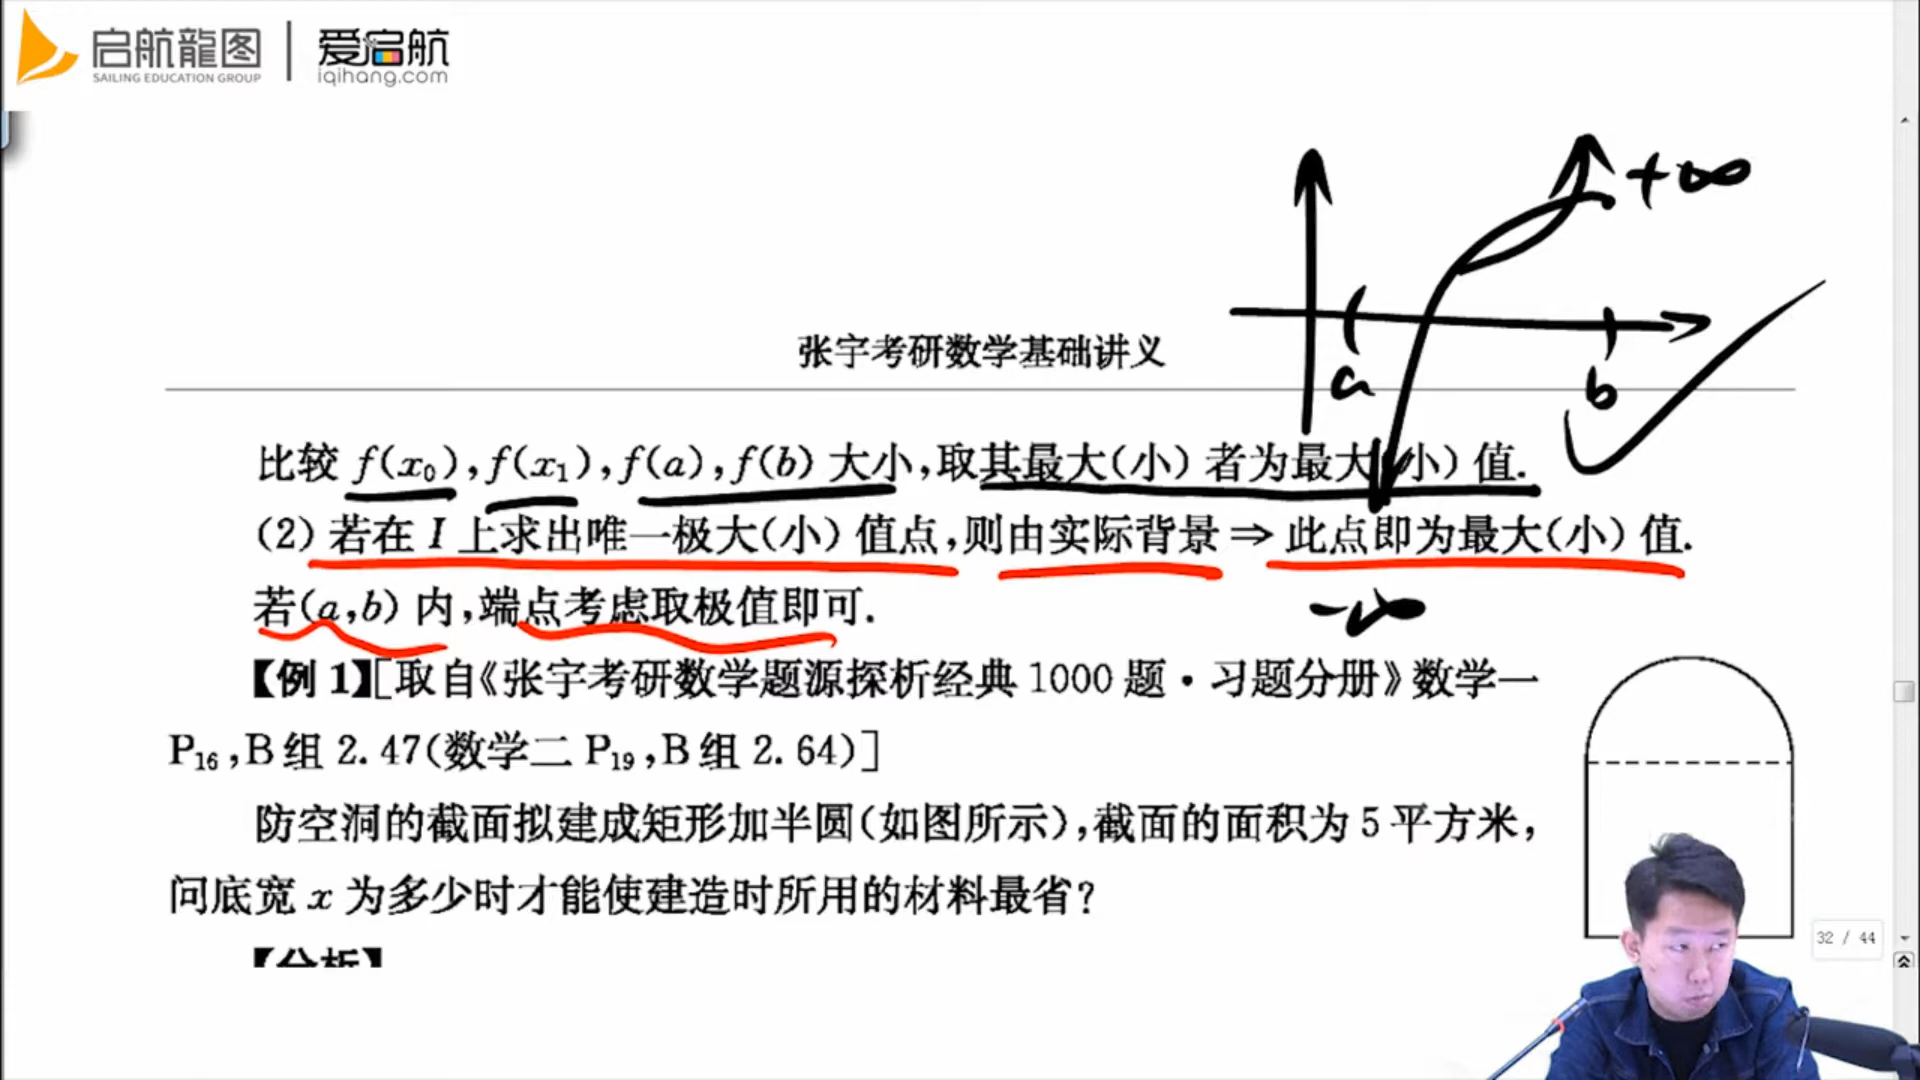 启航龍图 爱启航
SAILING EDUCATION GROUP iqihang.com
+∞
张宇考研数学基础讲义
a b
比较 f(x₀),f(x₁),f(a),f(b) 大小,取其最大(小)者为最大(小)值.
(2)若在 I 上求出唯一极大(小)值点,则由实际背景⇒此点即为最大(小)值.
若(a,b)内,端点考虑取极值即可.
-∞
【例 1】[取自《张宇考研数学题源探析经典 1000 题·习题分册》数学一
P₁₆,B 组 2.47(数学二 P₁₉,B 组 2.64)]
防空洞的截面拟建成矩形加半圆(如图所示),截面的面积为 5 平方米,
问底宽 x 为多少时才能使建造时所用的材料最省?
32 / 44
【分析】